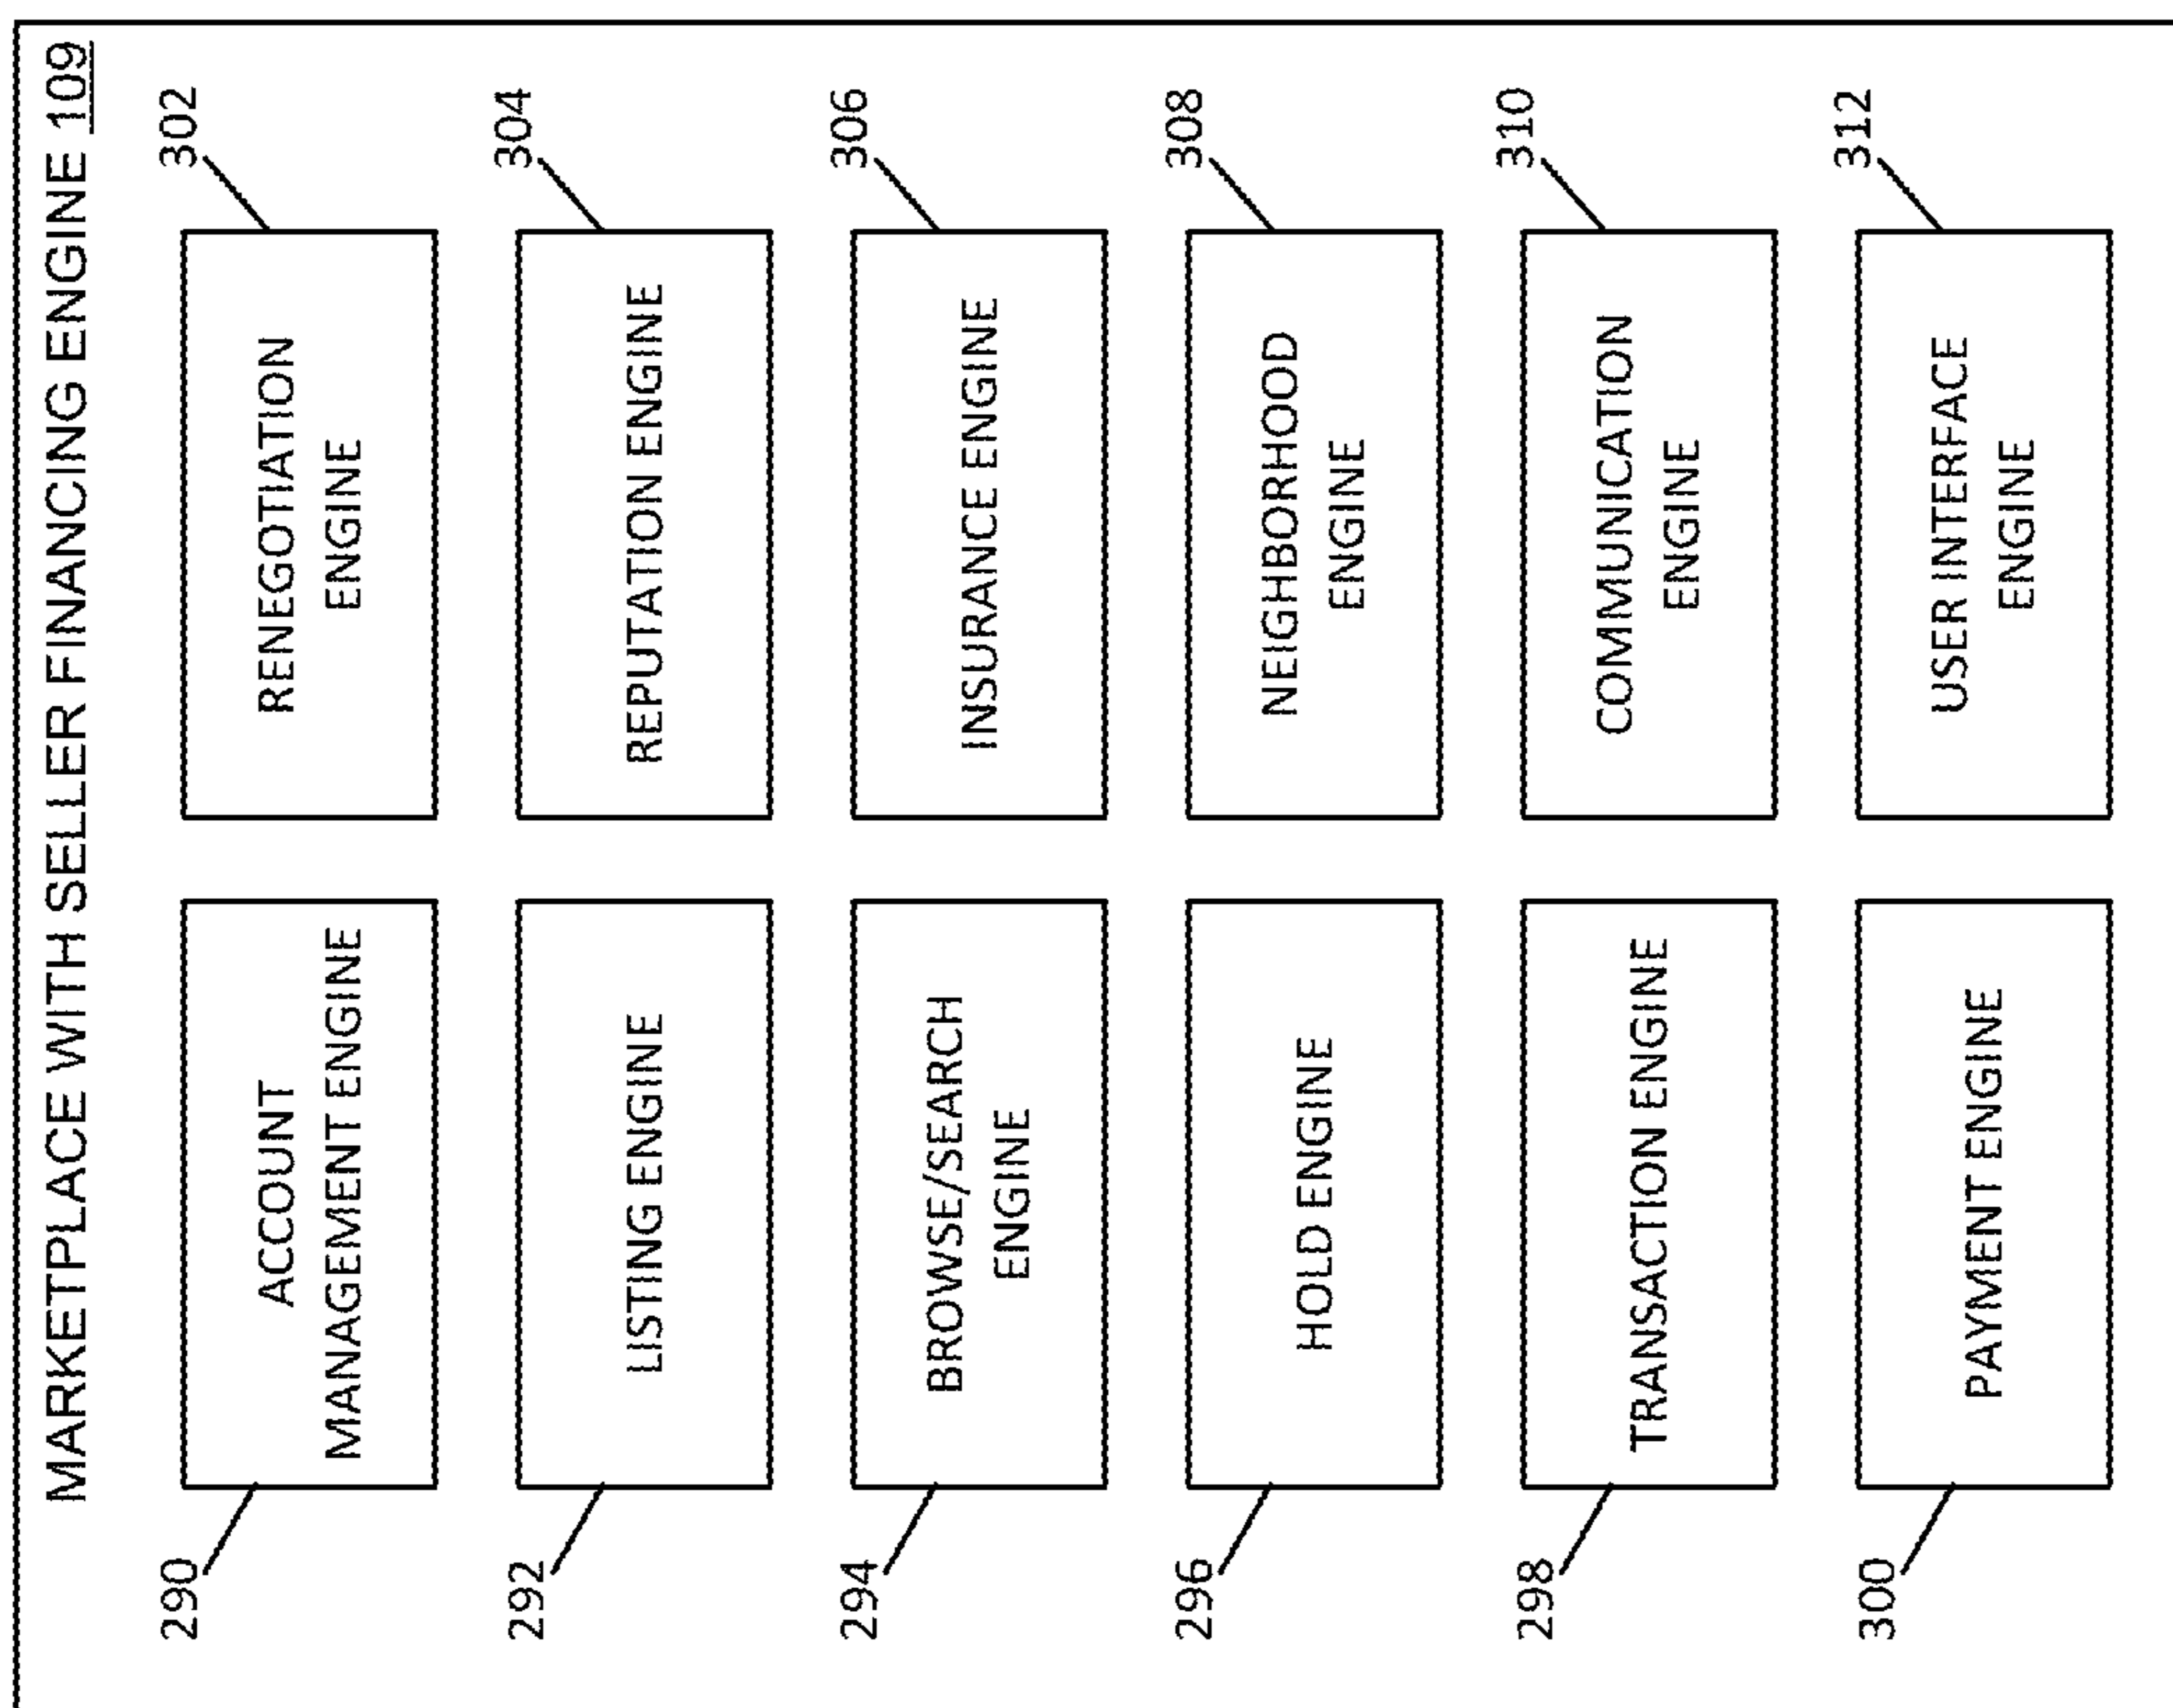 MARKETPLACE WITH SELLER FINANCING ENGINE 109
290
ACCOUNT
MANAGEMENT ENGINE
RENEGOTIATION
ENGINE
302
292
LISTING ENGINE
REPUTATION ENGINE
304
294
BROWSE/SEARCH
ENGINE
INSURANCE ENGINE
306
296
HOLD ENGINE
NEIGHBORHOOD
ENGINE
308
298
TRANSACTION ENGINE
COMMUNICATION
ENGINE
310
300
PAYMENT ENGINE
USER INTERFACE
ENGINE
312